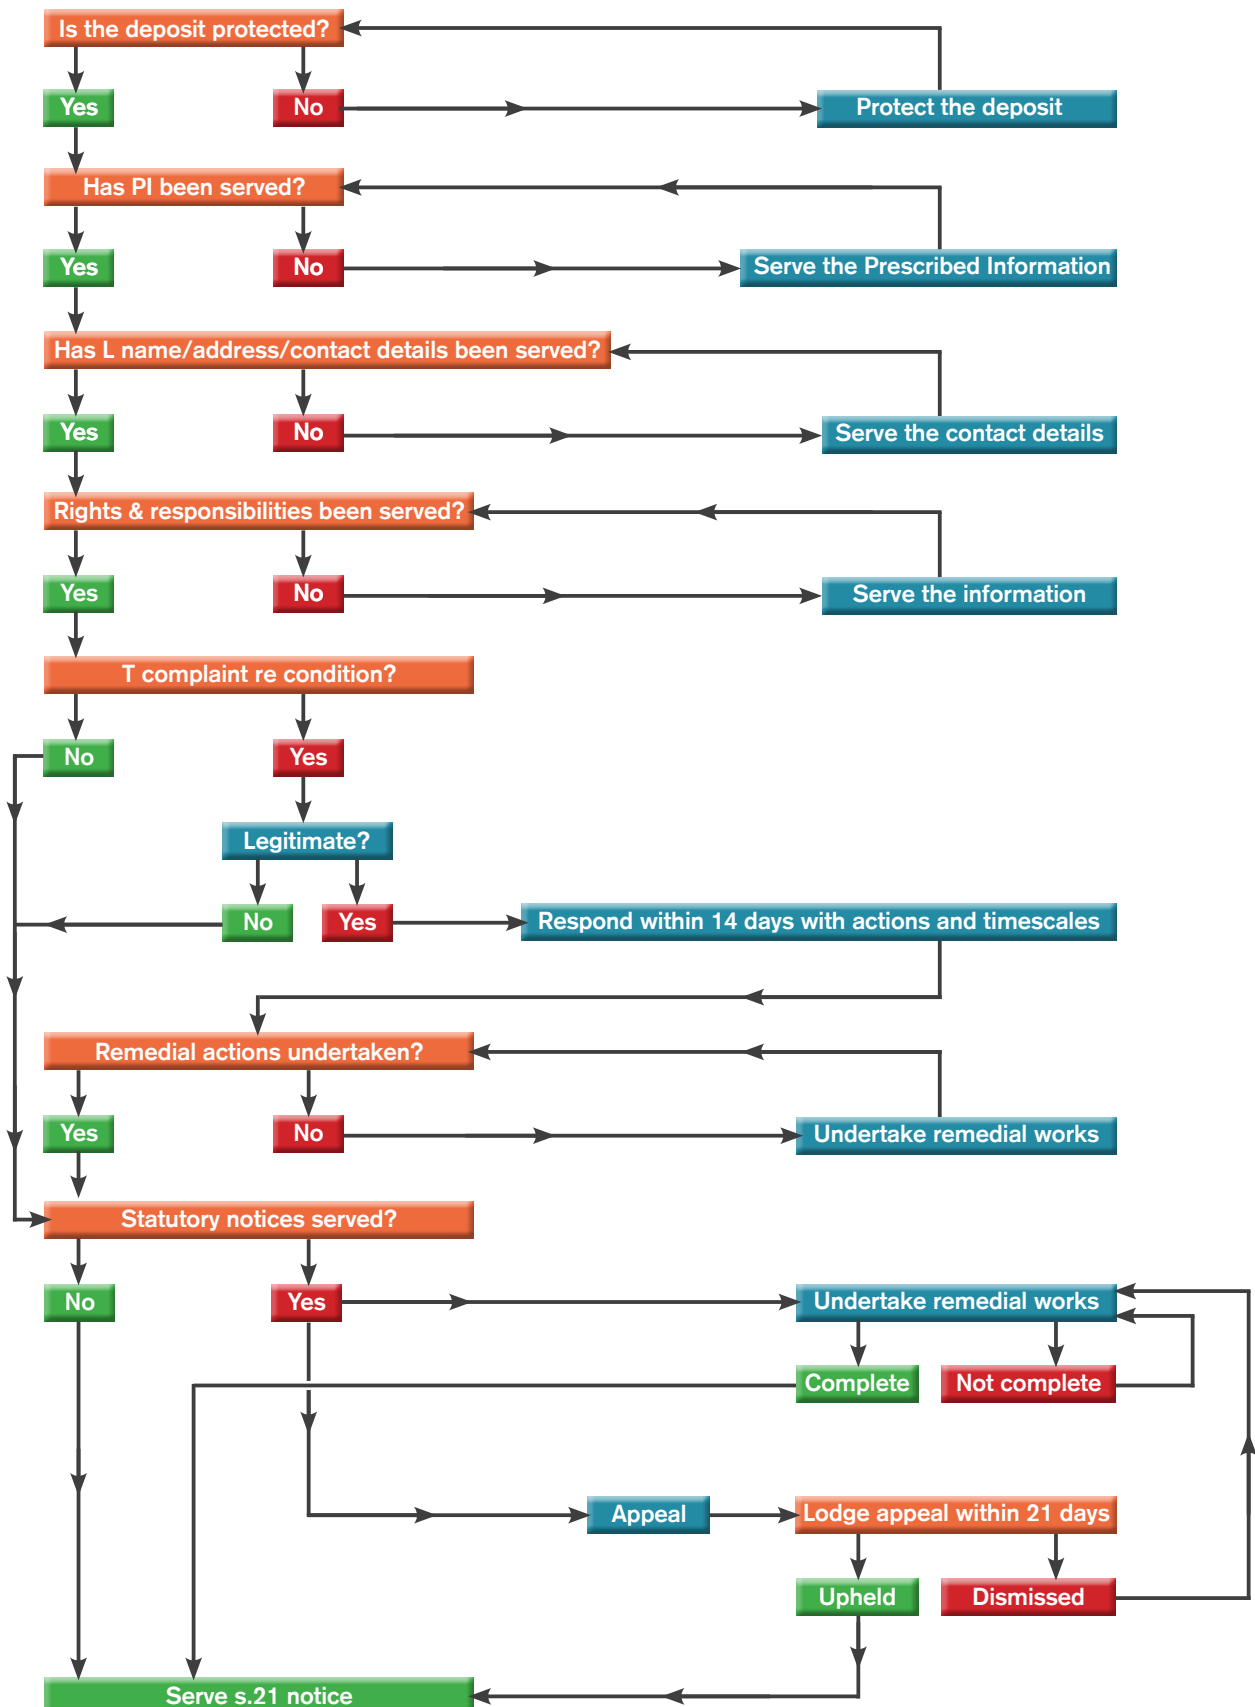 Is the deposit protected?
Yes
No
Protect the deposit
Has PI been served?
Yes
No
Serve the Prescribed Information
Has L name/address/contact details been served?
Yes
No
Serve the contact details
Rights & responsibilities been served?
Yes
No
Serve the information
T complaint re condition?
No
Yes
Legitimate?
No
Yes
Respond within 14 days with actions and timescales
Remedial actions undertaken?
Yes
No
Undertake remedial works
Statutory notices served?
No
Yes
Undertake remedial works
Complete
Not complete
Appeal
Lodge appeal within 21 days
Upheld
Dismissed
Serve s.21 notice